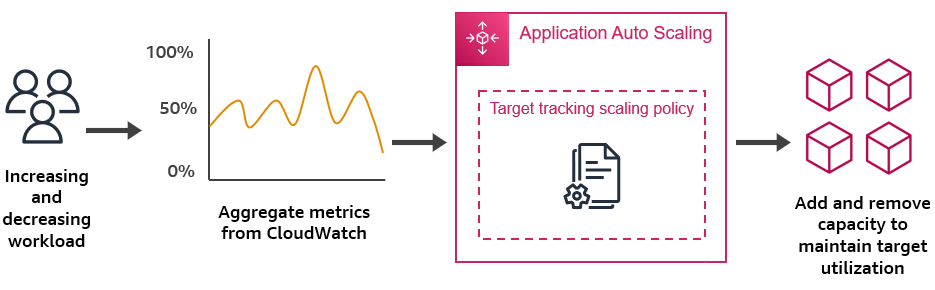 Increasing
and
decreasing
workload
100%
50%
0%
Aggregate metrics
from CloudWatch
Application Auto Scaling
Target tracking scaling policy
Add and remove
capacity to
maintain target
utilization